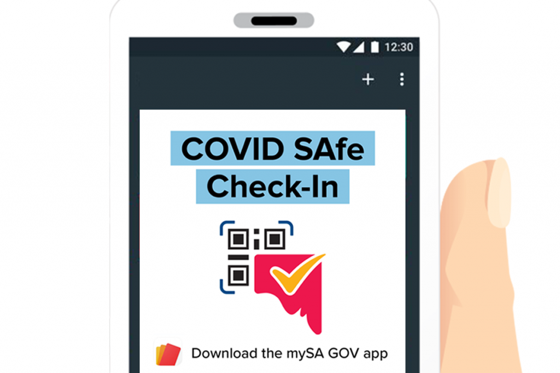 12:30
COVID SAfe
Check-In
Download the mySA GOV app